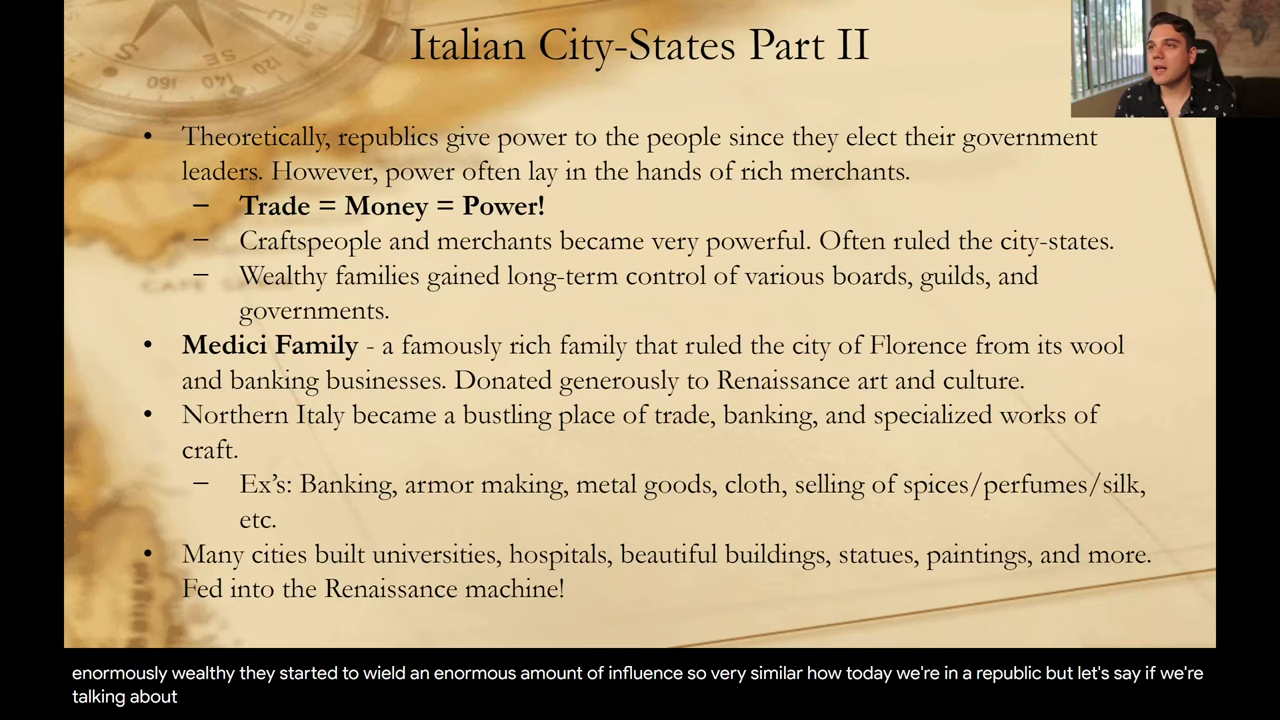 Italian City-States Part II
• Theoretically, republics give power to the people since they elect their government
leaders. However, power often lay in the hands of rich merchants.
– Trade = Money = Power!
– Craftspeople and merchants became very powerful. Often ruled the city-states.
– Wealthy families gained long-term control of various boards, guilds, and
governments.
• Medici Family - a famously rich family that ruled the city of Florence from its wool
and banking businesses. Donated generously to Renaissance art and culture.
• Northern Italy became a bustling place of trade, banking, and specialized works of
craft.
– Ex’s: Banking, armor making, metal goods, cloth, selling of spices/perfumes/silk,
etc.
• Many cities built universities, hospitals, beautiful buildings, statues, paintings, and more.
Fed into the Renaissance machine!
enormously wealthy they started to wield an enormous amount of influence so very similar how today we're in a republic but let's say if we're
talking about
S
SE
160
140
120